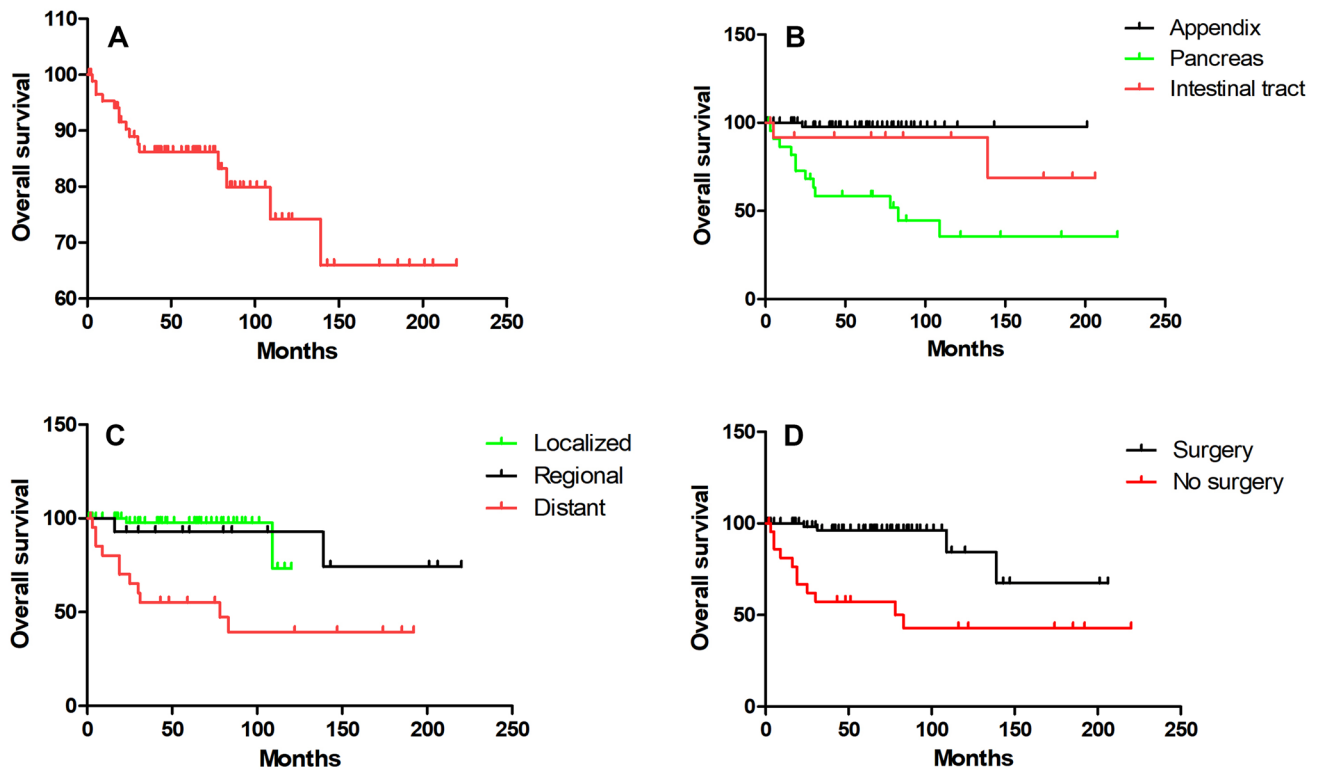 A
110
100
90
80
70
60
0 50 100 150 200 250
Overall survival
Months
B
150
100
50
0
0 50 100 150 200 250
Overall survival
Months
Appendix
Pancreas
Intestinal tract
C
150
100
50
0
0 50 100 150 200 250
Overall survival
Months
Localized
Regional
Distant
D
150
100
50
0
0 50 100 150 200 250
Overall survival
Months
Surgery
No surgery